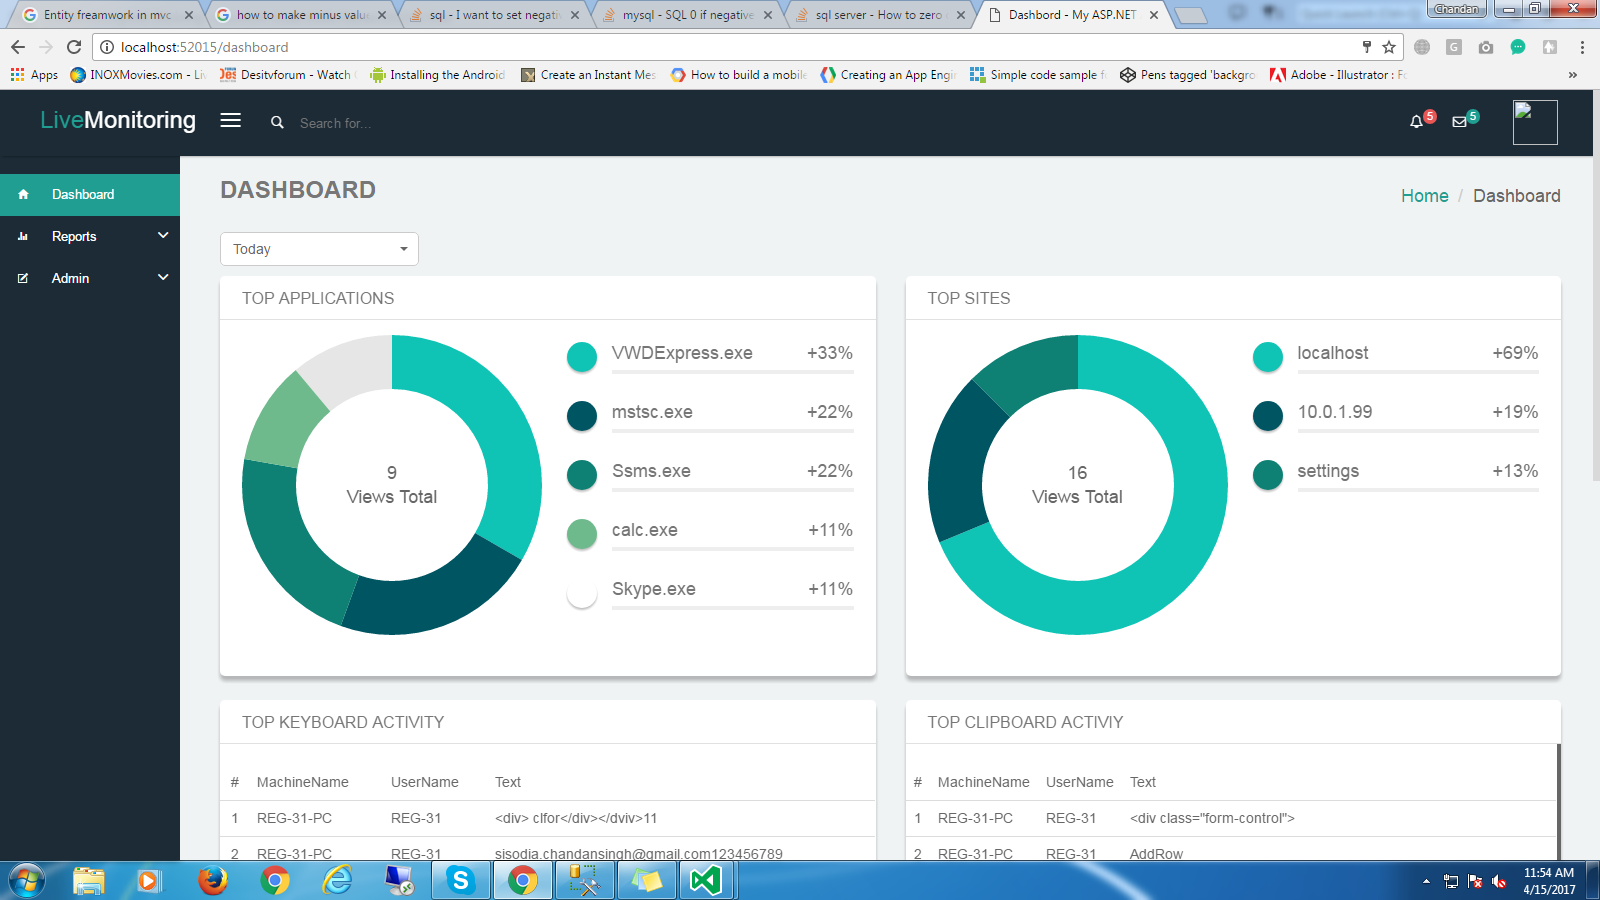 Entity freamwork in mvc
how to make minus value
sql - I want to set negati
mysql - SQL 0 if negative
sql server - How to zero
Dashbord - My ASP.NET
Chandan
localhost:52015/dashboard
Apps
INOXMovies.com - Liv
Desitvforum - Watch
Installing the Android
Create an Instant Mes
How to build a mobile
Creating an App Engi
Simple code sample f
Pens tagged 'backgro
Adobe - Illustrator : Fo
»
LiveMonitoring
Search for...
5
5
Dashboard
Reports
Admin
DASHBOARD
Home / Dashboard
Today
TOP APPLICATIONS
9
Views Total
VWDExpress.exe +33%
mstsc.exe +22%
Ssms.exe +22%
calc.exe +11%
Skype.exe +11%
TOP SITES
16
Views Total
localhost +69%
10.0.1.99 +19%
settings +13%
TOP KEYBOARD ACTIVITY
# MachineName UserName Text
1 REG-31-PC REG-31 <div> clfor</div></dviv>11
2 REG-31-PC REG-31 sisodia.chandansingh@gmail.com123456789
TOP CLIPBOARD ACTIVIY
# MachineName UserName Text
1 REG-31-PC REG-31 <div class="form-control">
2 REG-31-PC REG-31 AddRow
11:54 AM
4/15/2017